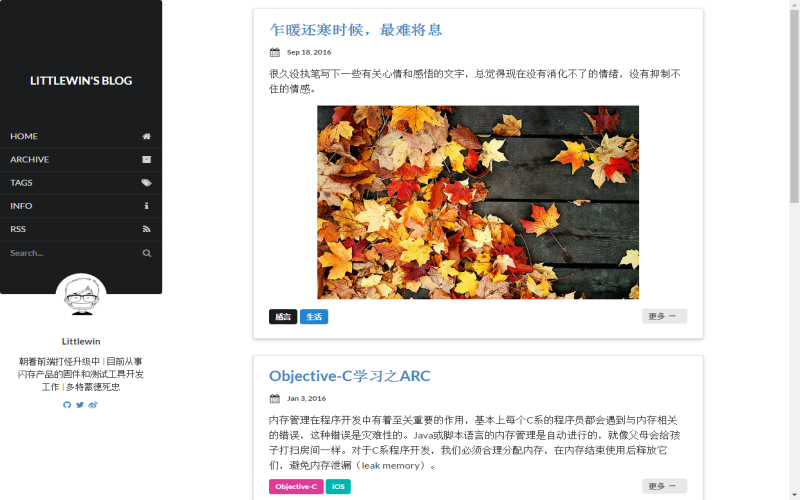 LITTLEWIN'S BLOG
HOME
ARCHIVE
TAGS
INFO
RSS
Search...
Littlewin
朝着前端打怪升级中 | 目前从事
闪存产品的固件和测试工具开发
工作 | 多特蒙德死忠
乍暖还寒时候，最难将息
Sep 18, 2016
很久没执笔写下一些有关心情和感悟的文字，总觉得现在没有消化不了的情绪，没有抑制不
住的情感。
感言 生活
更多
Objective-C学习之ARC
Jan 3, 2016
内存管理在程序开发中有着至关重要的作用，基本上每个C系的程序员都会遇到与内存相关
的错误，这种错误是灾难性的。Java或脚本语言的内存管理是自动进行的，就像父母会给孩
子打扫房间一样。对于C系程序开发，我们必须合理分配内存，在内存结束使用后释放它
们，避免内存泄漏（leak memory）。
Objective-C iOS
更多